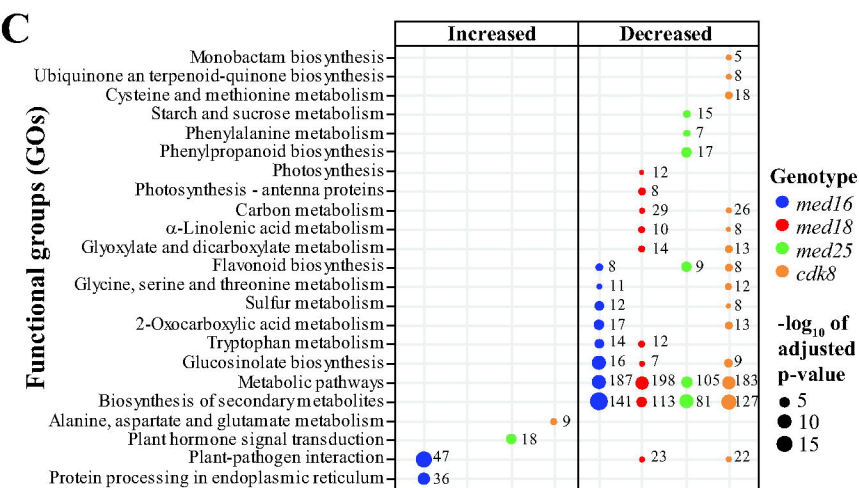 C
Increased Decreased
Functional groups (GOs)
Monobactam biosynthesis 5
Ubiquinone an terpenoid-quinone biosynthesis 8
Cysteine and methionine metabolism 18
Starch and sucrose metabolism 15
Phenylalanine metabolism 7
Phenylpropanoid biosynthesis 17
Photosynthesis 12
Photosynthesis - antenna proteins 8
Carbon metabolism 29 26
α-Linolenic acid metabolism 10 8
Glyoxylate and dicarboxylate metabolism 14 13
Flavonoid biosynthesis 8 9 8
Glycine, serine and threonine metabolism 11 12
Sulfur metabolism 12 8
2-Oxocarboxylic acid metabolism 17 13
Tryptophan metabolism 14 12
Glucosinolate biosynthesis 16 7 9
Metabolic pathways 187 198 105 183
Biosynthesis of secondary metabolites 141 113 81 127
Alanine, aspartate and glutamate metabolism 9
Plant hormone signal transduction 18
Plant-pathogen interaction 47 23 22
Protein processing in endoplasmic reticulum 36
Genotype
med16
med18
med25
cdk8
-log10 of
adjusted
p-value
5
10
15